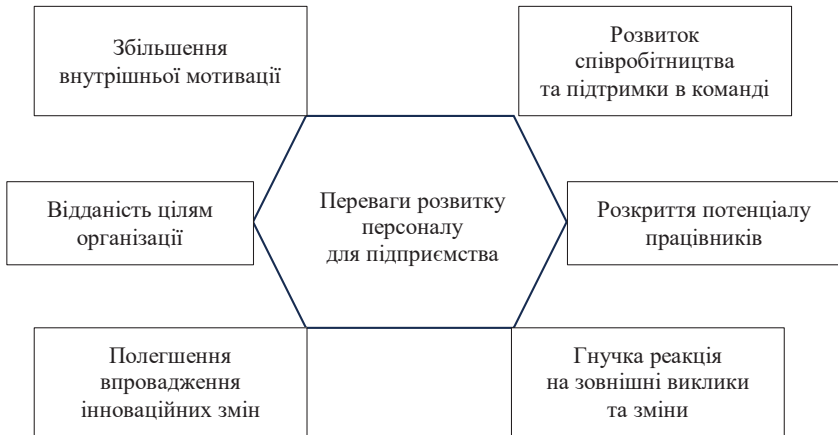 Збільшення
внутрішньої мотивації
Розвиток
співробітництва
та підтримки в команді
Відданість цілям
організації
Переваги розвитку
персоналу
для підприємства
Розкриття потенціалу
працівників
Полегшення
впровадження
інноваційних змін
Гнучка реакція
на зовнішні виклики
та зміни